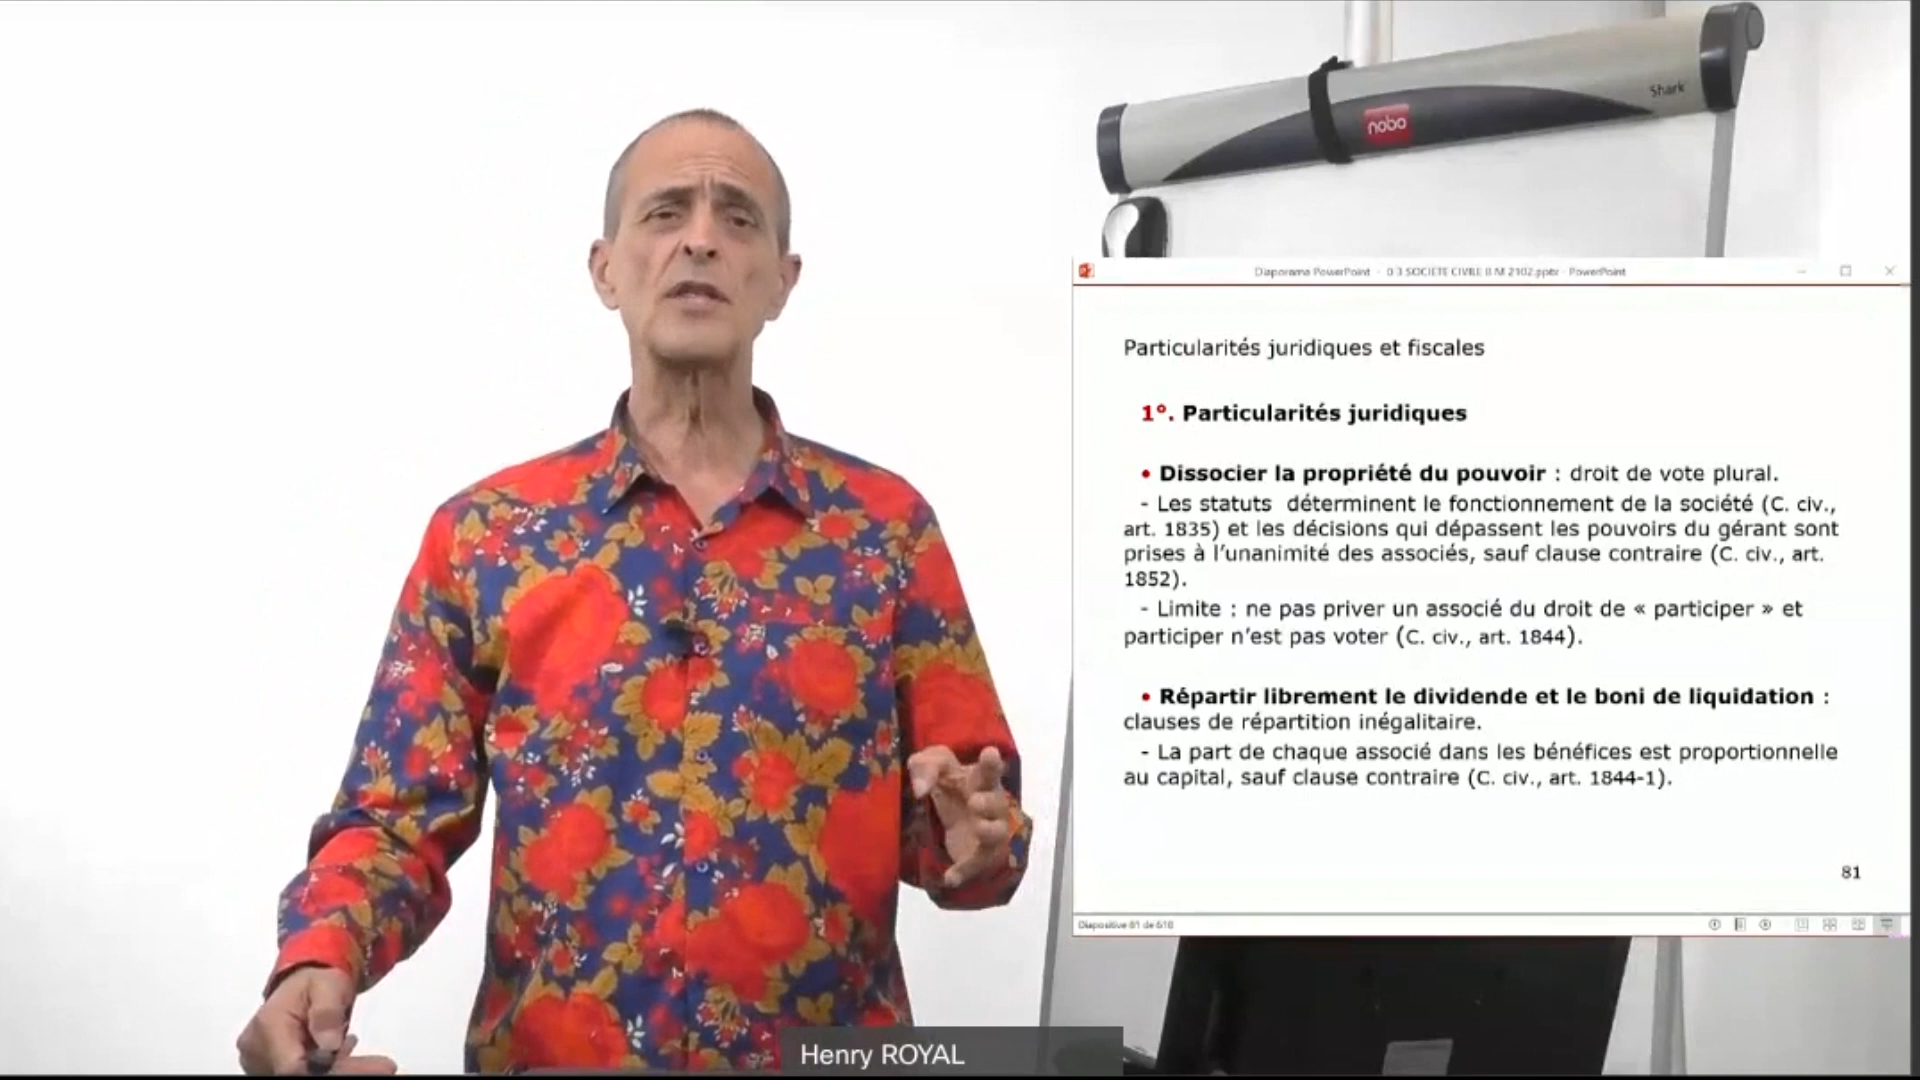 Shark
nobo
Diaporama PowerPoint - 0 3 SOCIETE CIVILE II M 2102.pptx - PowerPoint
Particularités juridiques et fiscales
1°. Particularités juridiques
• Dissocier la propriété du pouvoir : droit de vote plural.
- Les statuts déterminent le fonctionnement de la société (C. civ.,
art. 1835) et les décisions qui dépassent les pouvoirs du gérant sont
prises à l'unanimité des associés, sauf clause contraire (C. civ., art.
1852).
- Limite : ne pas priver un associé du droit de « participer » et
participer n'est pas voter (C. civ., art. 1844).
• Répartir librement le dividende et le boni de liquidation :
clauses de répartition inégalitaire.
- La part de chaque associé dans les bénéfices est proportionnelle
au capital, sauf clause contraire (C. civ., art. 1844-1).
81
Diapositive 81 de 618
Henry ROYAL